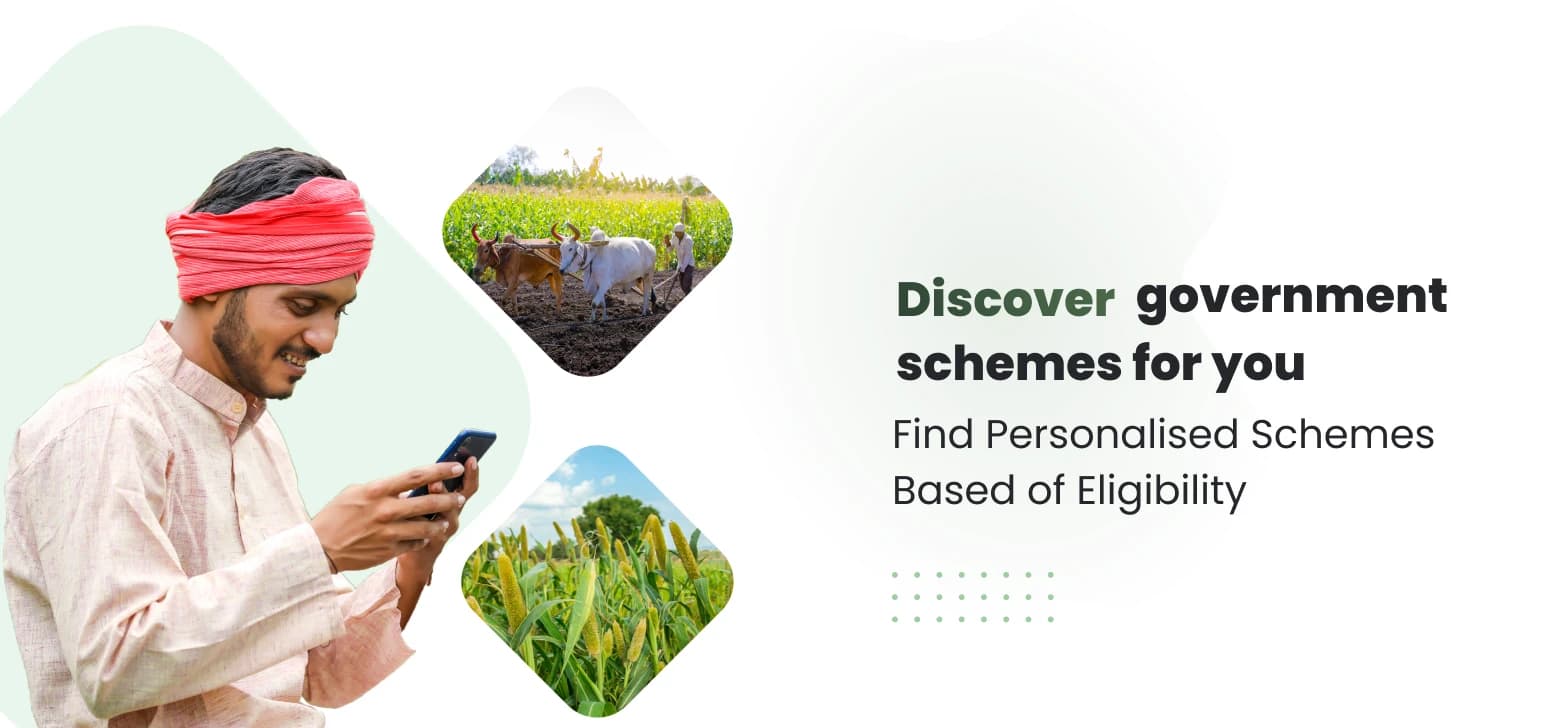 Discover government
schemes for you
Find Personalised Schemes
Based of Eligibility